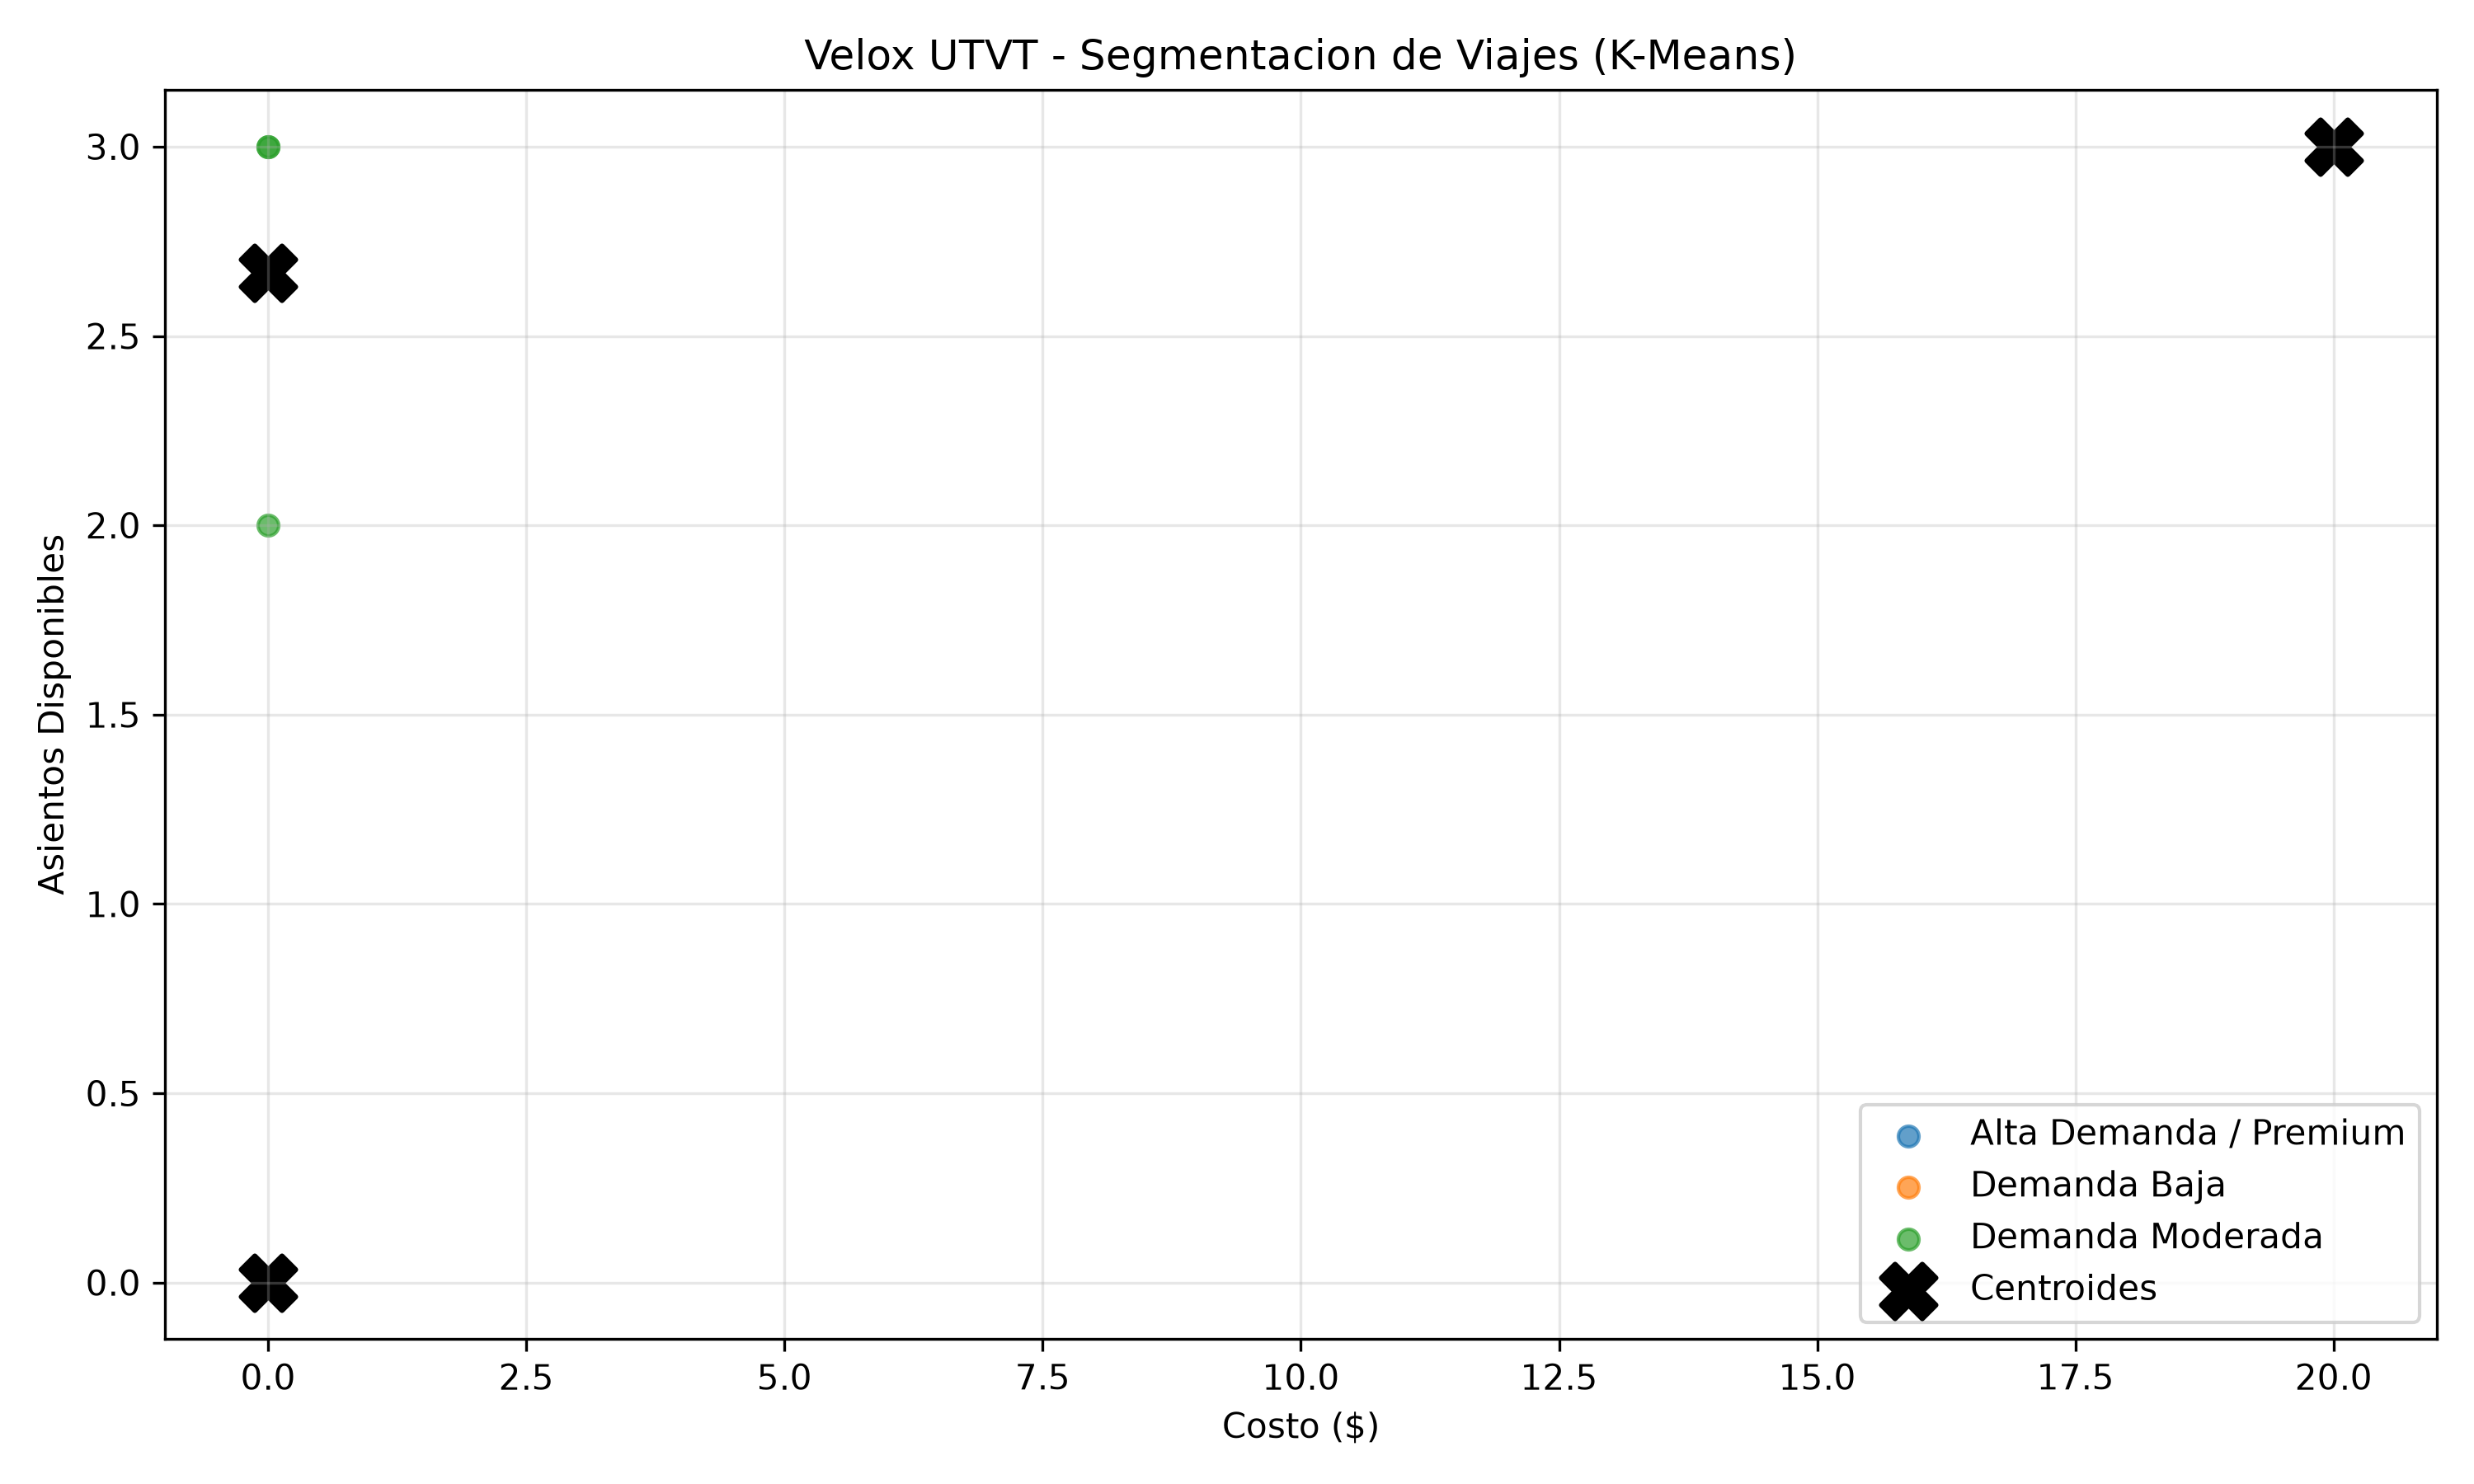 Velox UTVT - Segmentacion de Viajes (K-Means)
Asientos Disponibles
3.0
2.5
2.0
1.5
1.0
0.5
0.0
0.0 2.5 5.0 7.5 10.0 12.5 15.0 17.5 20.0
Costo ($)
Alta Demanda / Premium
Demanda Baja
Demanda Moderada
Centroides